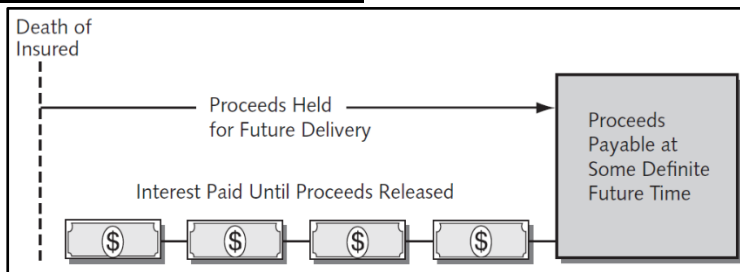 Death of
Insured
Proceeds Held
for Future Delivery
Interest Paid Until Proceeds Released
$ $ $ $
Proceeds
Payable at
Some Definite
Future Time